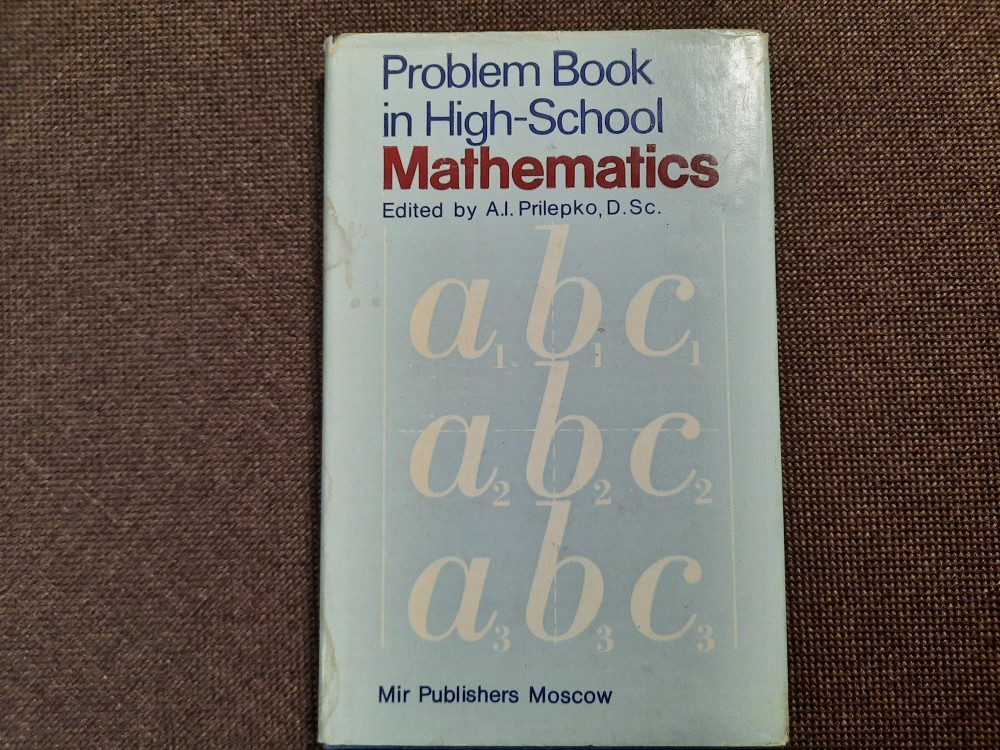 Problem Book
in High-School
Mathematics
Edited by A.I. Prilepko, D.Sc.
a₁ b₁ c₁
a₂ b₂ c₂
a₃ b₃ c₃
Mir Publishers Moscow